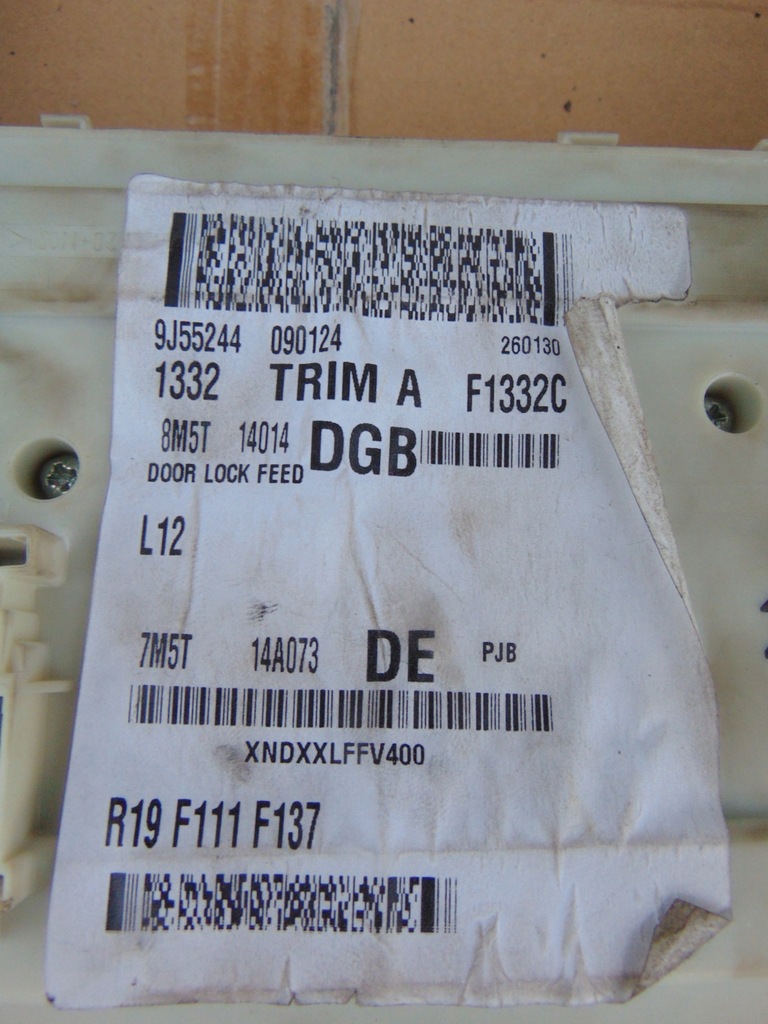 9J55244 090124 260130
1332 TRIM A F1332C
8M5T 14014 DGB
DOOR LOCK FEED
L12
7M5T 14A073 DE PJB
XNDXXLFFV400
R19 F111 F137